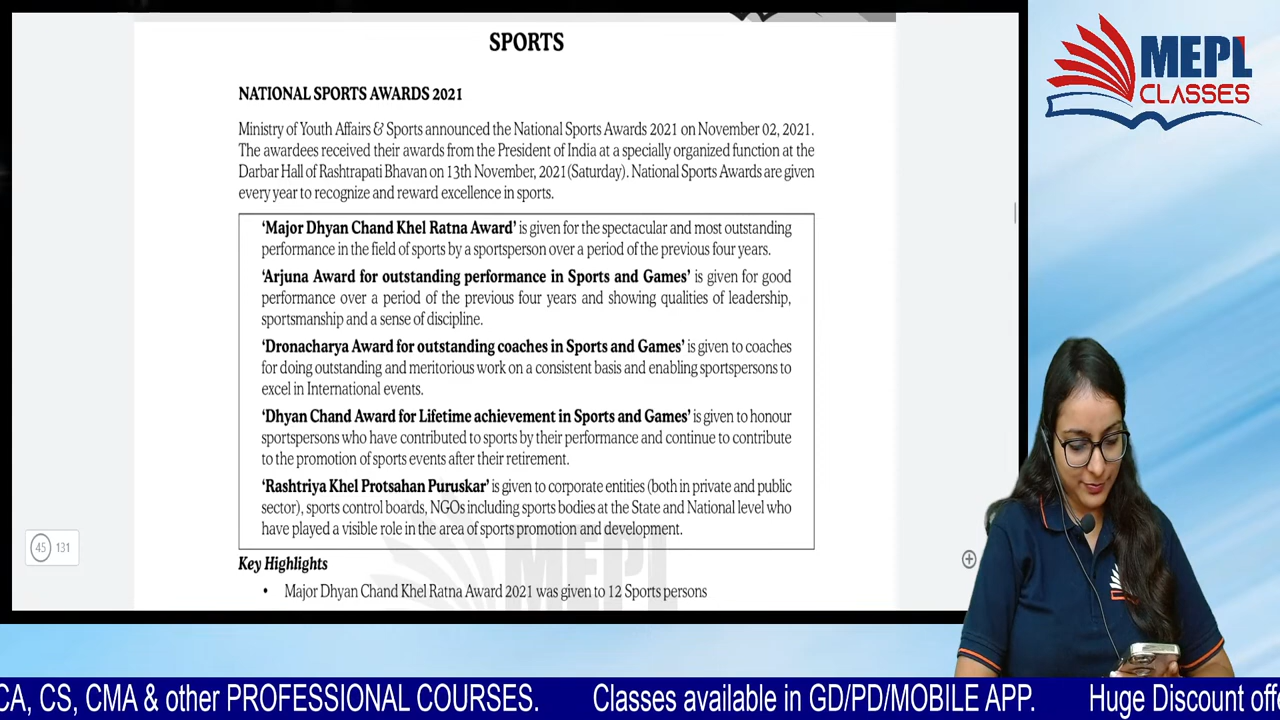 SPORTS
NATIONAL SPORTS AWARDS 2021
Ministry of Youth Affairs & Sports announced the National Sports Awards 2021 on November 02, 2021.
The awardees received their awards from the President of India at a specially organized function at the
Darbar Hall of Rashtrapati Bhavan on 13th November, 2021(Saturday). National Sports Awards are given
every year to recognize and reward excellence in sports.
‘Major Dhyan Chand Khel Ratna Award’ is given for the spectacular and most outstanding
performance in the field of sports by a sportsperson over a period of the previous four years.
‘Arjuna Award for outstanding performance in Sports and Games’ is given for good
performance over a period of the previous four years and showing qualities of leadership,
sportsmanship and a sense of discipline.
‘Dronacharya Award for outstanding coaches in Sports and Games’ is given to coaches
for doing outstanding and meritorious work on a consistent basis and enabling sportspersons to
excel in International events.
‘Dhyan Chand Award for Lifetime achievement in Sports and Games’ is given to honour
sportspersons who have contributed to sports by their performance and continue to contribute
to the promotion of sports events after their retirement.
‘Rashtriya Khel Protsahan Puruskar’ is given to corporate entities (both in private and public
sector), sports control boards, NGOs including sports bodies at the State and National level who
have played a visible role in the area of sports promotion and development.
Key Highlights
• Major Dhyan Chand Khel Ratna Award 2021 was given to 12 Sports persons
45 131
MEPL
MEPL
CLASSES
MEPL
CA, CS, CMA & other PROFESSIONAL COURSES. Classes available in GD/PD/MOBILE APP. Huge Discount offe